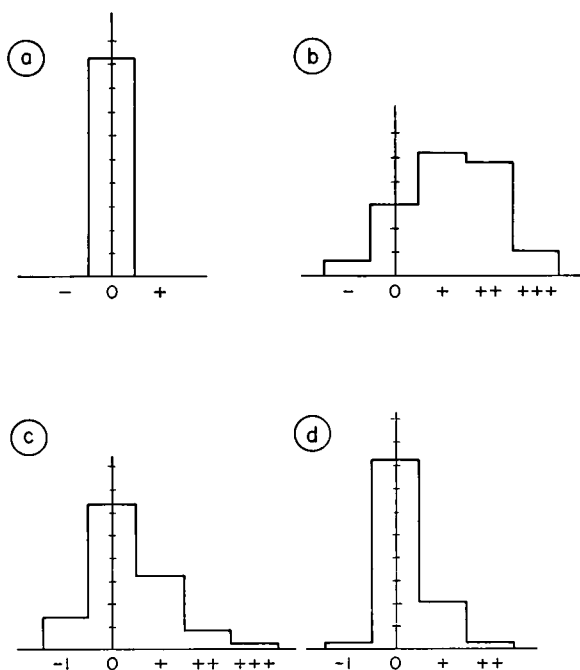 a
b
- 0 +
- 0 + ++ +++
c
d
-1 0 + ++ +++
-1 0 + ++